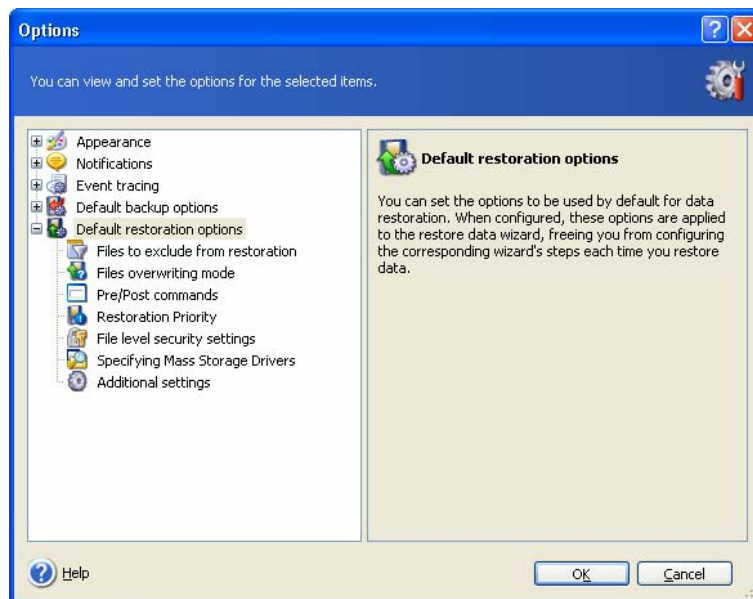 Options
You can view and set the options for the selected items.
Appearance
Notifications
Event tracing
Default backup options
Default restoration options
Files to exclude from restoration
Files overwriting mode
Pre/Post commands
Restoration Priority
File level security settings
Specifying Mass Storage Drivers
Additional settings
Default restoration options
You can set the options to be used by default for data
restoration. When configured, these options are applied
to the restore data wizard, freeing you from configuring
the corresponding wizard's steps each time you restore
data.
Help
OK
Cancel